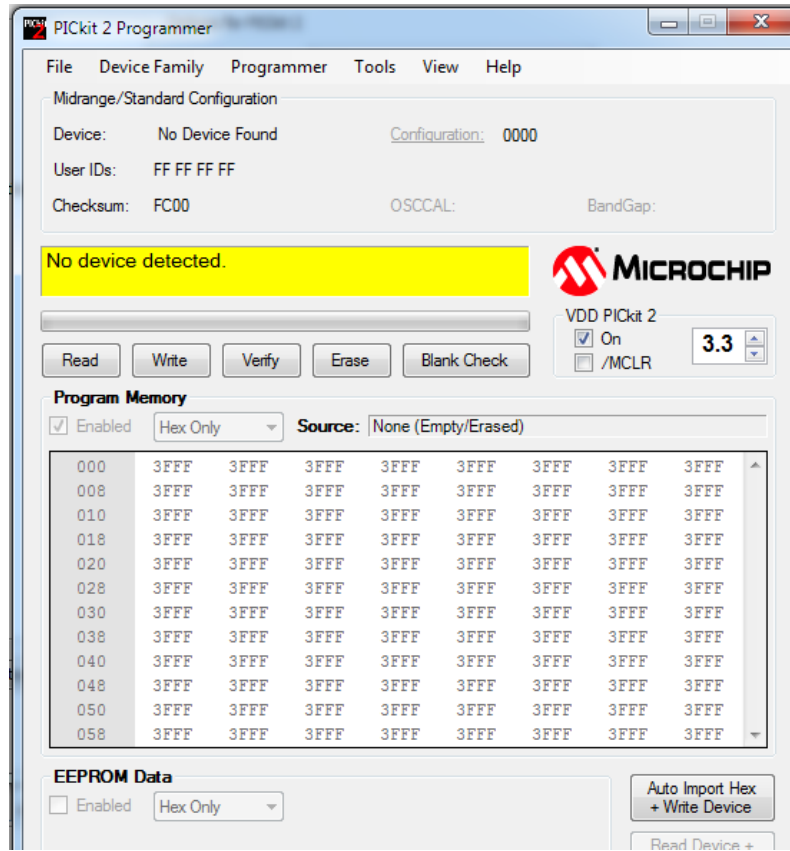 PICkit 2 Programmer
File Device Family Programmer Tools View Help
Midrange/Standard Configuration
Device: No Device Found Configuration: 0000
User IDs: FF FF FF FF
Checksum: FC00 OSCCAL: BandGap:
No device detected.
MICROCHIP
VDD PICkit 2
On
/MCLR
3.3
Read Write Verify Erase Blank Check
Program Memory
Enabled Hex Only Source: None (Empty/Erased)
000 3FFF 3FFF 3FFF 3FFF 3FFF 3FFF 3FFF 3FFF
008 3FFF 3FFF 3FFF 3FFF 3FFF 3FFF 3FFF 3FFF
010 3FFF 3FFF 3FFF 3FFF 3FFF 3FFF 3FFF 3FFF
018 3FFF 3FFF 3FFF 3FFF 3FFF 3FFF 3FFF 3FFF
020 3FFF 3FFF 3FFF 3FFF 3FFF 3FFF 3FFF 3FFF
028 3FFF 3FFF 3FFF 3FFF 3FFF 3FFF 3FFF 3FFF
030 3FFF 3FFF 3FFF 3FFF 3FFF 3FFF 3FFF 3FFF
038 3FFF 3FFF 3FFF 3FFF 3FFF 3FFF 3FFF 3FFF
040 3FFF 3FFF 3FFF 3FFF 3FFF 3FFF 3FFF 3FFF
048 3FFF 3FFF 3FFF 3FFF 3FFF 3FFF 3FFF 3FFF
050 3FFF 3FFF 3FFF 3FFF 3FFF 3FFF 3FFF 3FFF
058 3FFF 3FFF 3FFF 3FFF 3FFF 3FFF 3FFF 3FFF
EEPROM Data
Enabled Hex Only
Auto Import Hex
+ Write Device
Read Device +